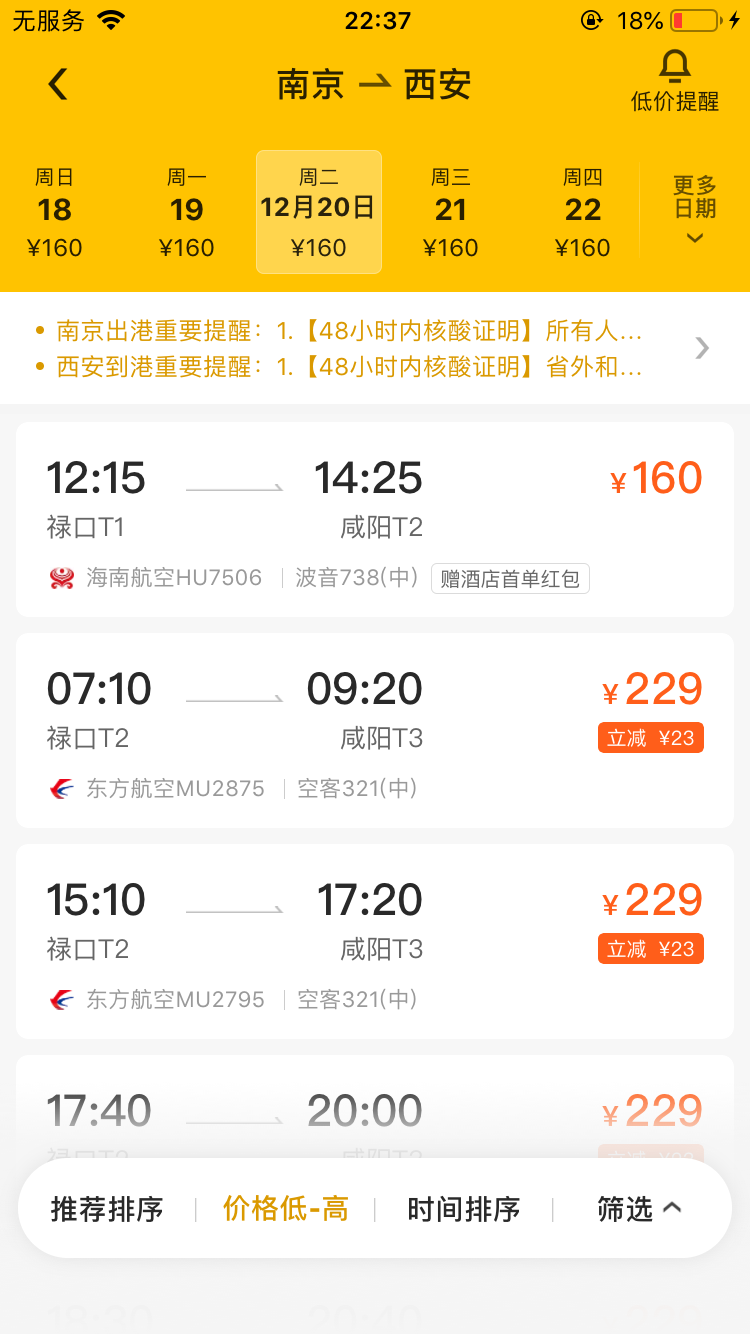 无服务 22:37 18%
南京 西安
低价提醒
周日 周一 周二 周三 周四 更多
18 19 12月20日 21 22 日期
¥160 ¥160 ¥160 ¥160 ¥160
• 南京出港重要提醒：1.【48小时内核酸证明】所有人...
• 西安到港重要提醒：1.【48小时内核酸证明】省外和...
12:15 14:25 ¥160
禄口T1 咸阳T2
海南航空HU7506 波音738(中) 赠酒店首单红包
07:10 09:20 ¥229
禄口T2 咸阳T3 立减 ¥23
东方航空MU2875 空客321(中)
15:10 17:20 ¥229
禄口T2 咸阳T3 立减 ¥23
东方航空MU2795 空客321(中)
17:40 20:00 ¥229
推荐排序 价格低-高 时间排序 筛选
18:30 20:40